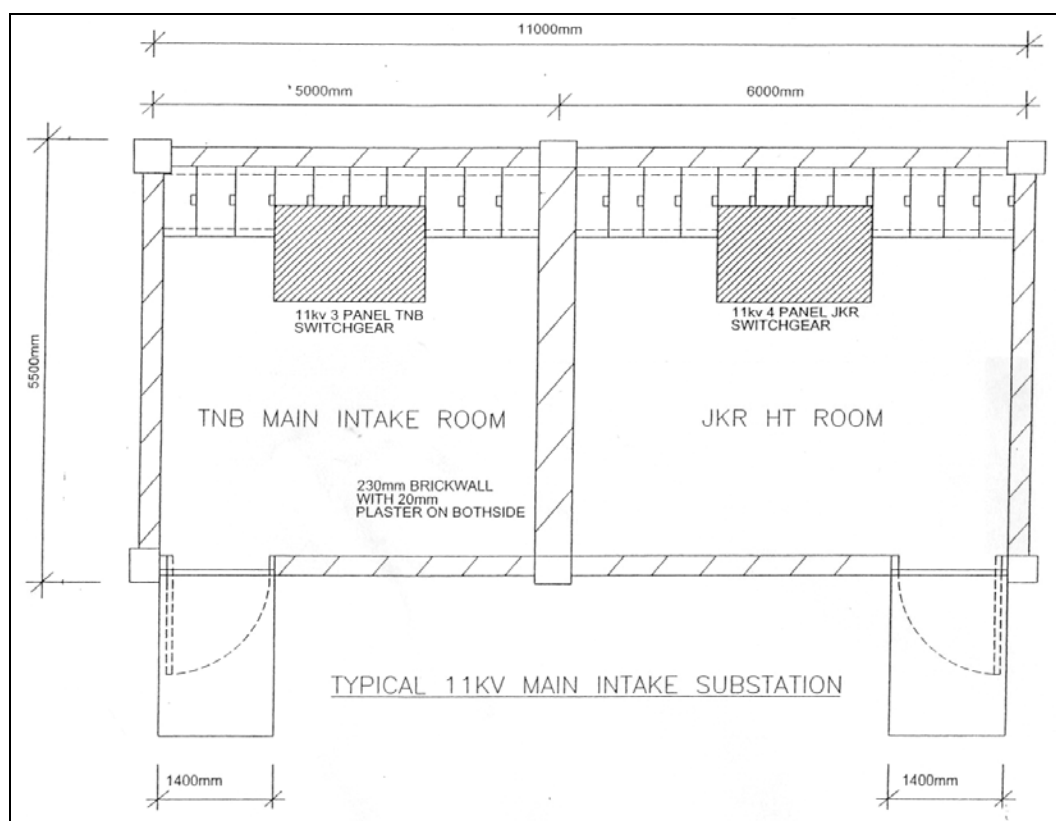 11000mm
5000mm
6000mm
5500mm
11kv 3 PANEL TNB
SWITCHGEAR
11kv 4 PANEL JKR
SWITCHGEAR
TNB MAIN INTAKE ROOM
JKR HT ROOM
230mm BRICKWALL
WITH 20mm
PLASTER ON BOTHSIDE
TYPICAL 11KV MAIN INTAKE SUBSTATION
1400mm
1400mm